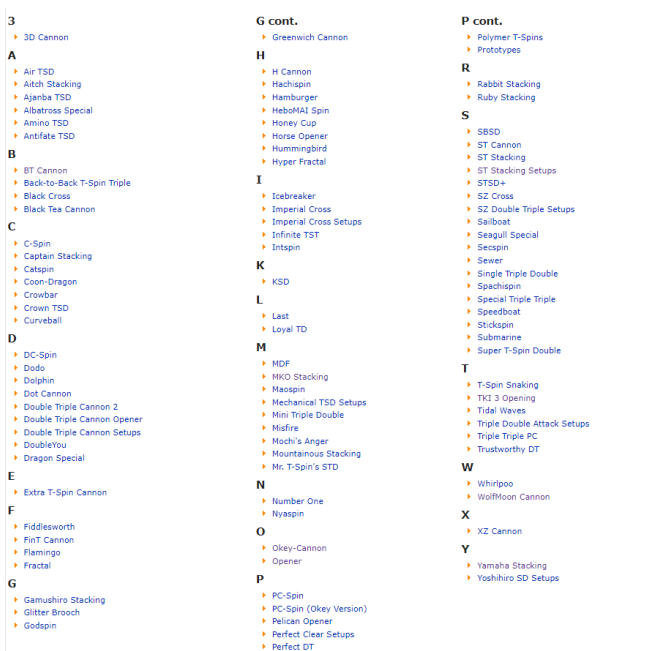 3
3D Cannon
A
Air TSD
Aitch Stacking
Ajanba TSD
Albatross Special
Amino TSD
Antifate TSD
B
BT Cannon
Back-to-Back T-Spin Triple
Black Cross
Black Tea Cannon
C
C-Spin
Captain Stacking
Catspin
Coon-Dragon
Crowbar
Crown TSD
Curveball
D
DC-Spin
Dodo
Dolphin
Dot Cannon
Double Triple Cannon 2
Double Triple Cannon Opener
Double Triple Cannon Setups
DoubleYou
Dragon Special
E
Extra T-Spin Cannon
F
Fiddlesworth
FinT Cannon
Flamingo
Fractal
G
Gamushiro Stacking
Glitter Brooch
Godspin
G cont.
Greenwich Cannon
H
H Cannon
Hachispin
Hamburger
HeboMAI Spin
Honey Cup
Horse Opener
Hummingbird
Hyper Fractal
I
Icebreaker
Imperial Cross
Imperial Cross Setups
Infinite TST
Intspin
K
KSD
L
Last
Loyal TD
M
MDF
MKO Stacking
Maospin
Mechanical TSD Setups
Mini Triple Double
Misfire
Mochi's Anger
Mountainous Stacking
Mr. T-Spin's STD
N
Number One
Nyaspin
O
Okey-Cannon
Opener
P
PC-Spin
PC-Spin (Okey Version)
Pelican Opener
Perfect Clear Setups
Perfect DT
P cont.
Polymer T-Spins
Prototypes
R
Rabbit Stacking
Ruby Stacking
S
SBSD
ST Cannon
ST Stacking
ST Stacking Setups
STSD+
SZ Cross
SZ Double Triple Setups
Sailboat
Seagull Special
Secspin
Sewer
Single Triple Double
Spachispin
Special Triple Triple
Speedboat
Stickspin
Submarine
Super T-Spin Double
T
T-Spin Snaking
TKI 3 Opening
Tidal Waves
Triple Double Attack Setups
Triple Triple PC
Trustworthy DT
W
Whirlpoo
WolfMoon Cannon
X
XZ Cannon
Y
Yamaha Stacking
Yoshihiro SD Setups